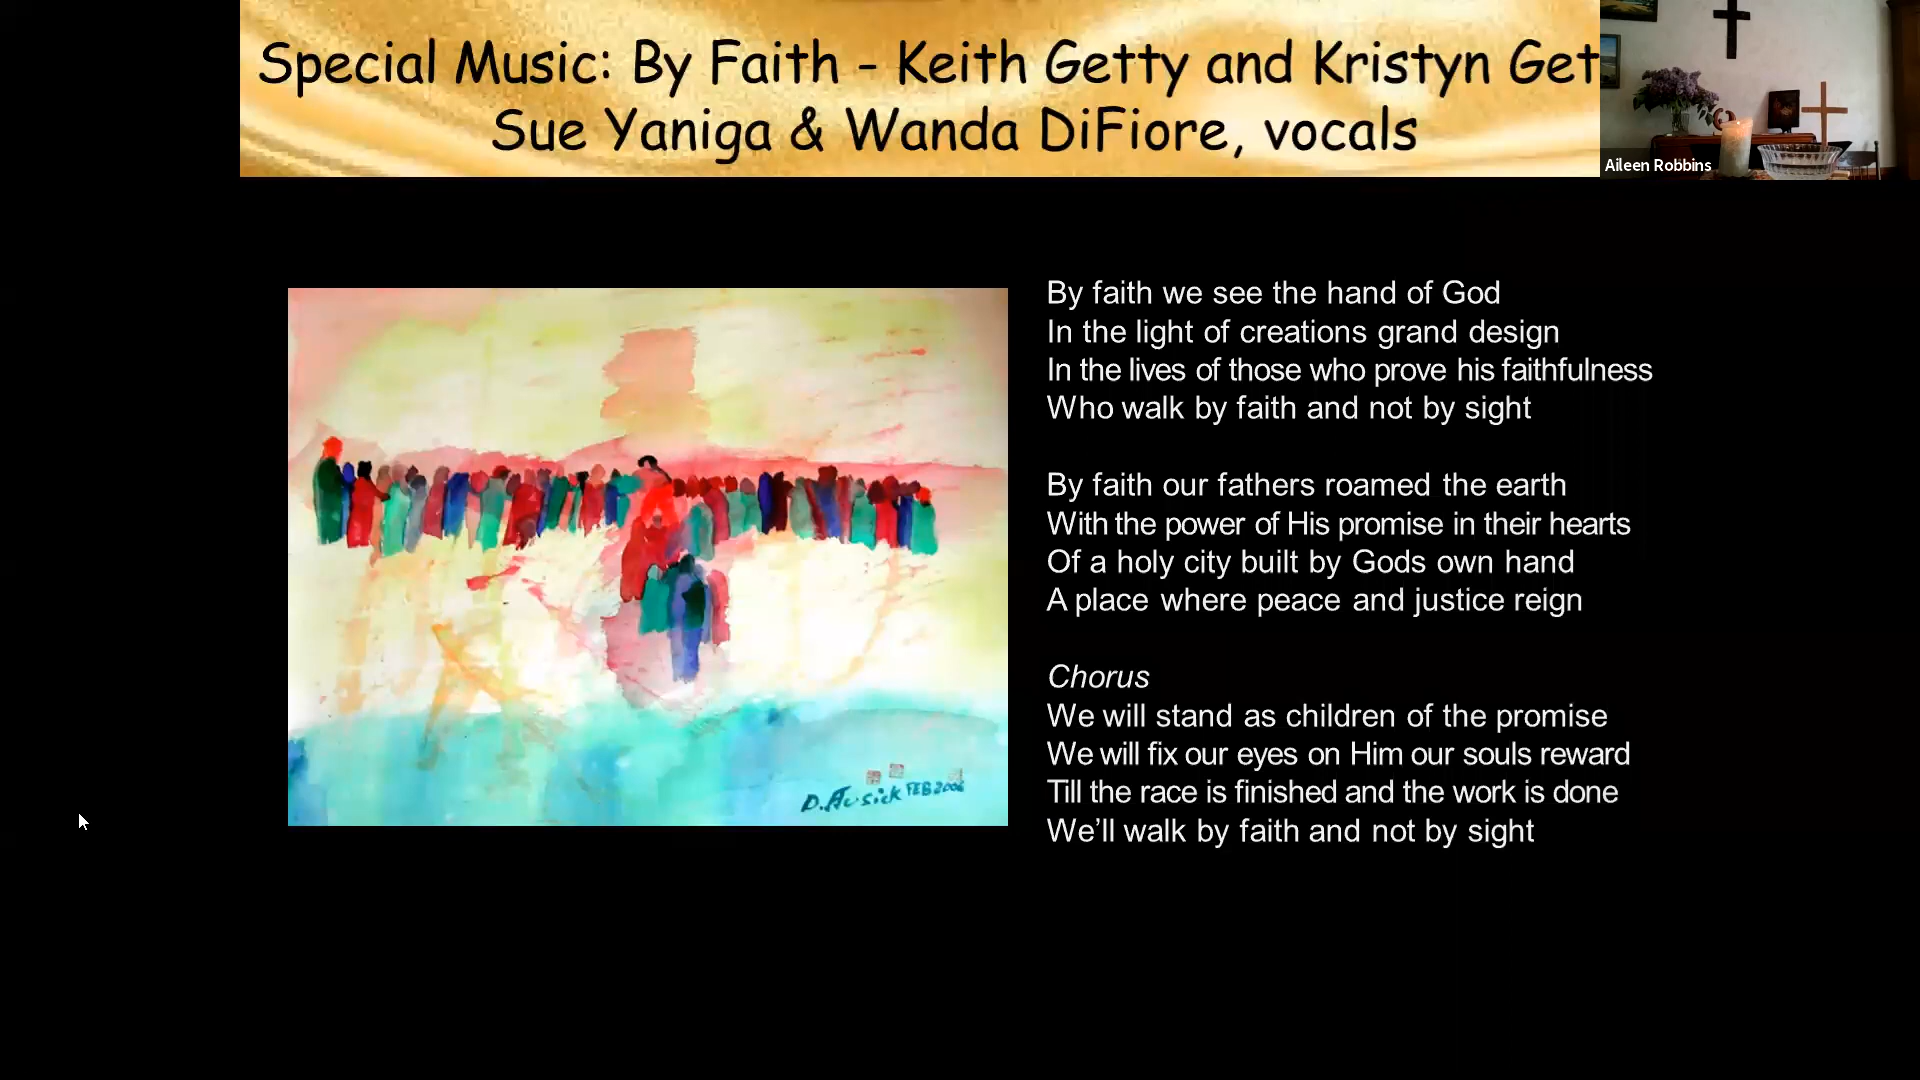 Special Music: By Faith - Keith Getty and Kristyn Get
Sue Yaniga & Wanda DiFiore, vocals
Aileen Robbins
By faith we see the hand of God
In the light of creations grand design
In the lives of those who prove his faithfulness
Who walk by faith and not by sight
By faith our fathers roamed the earth
With the power of His promise in their hearts
Of a holy city built by Gods own hand
A place where peace and justice reign
Chorus
We will stand as children of the promise
We will fix our eyes on Him our souls reward
Till the race is finished and the work is done
We’ll walk by faith and not by sight
FEB 2006